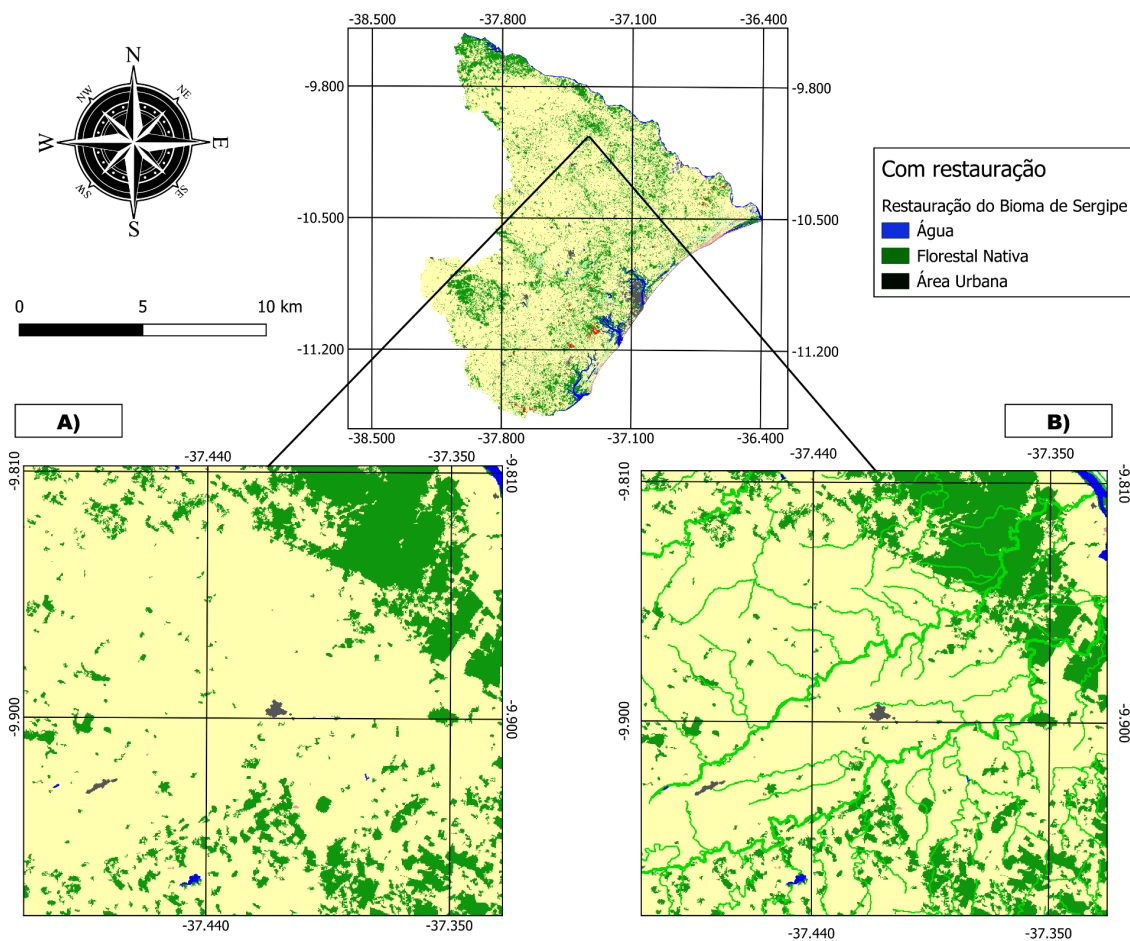 -38.500 -37.800 -37.100 -36.400
N
NW NE
W E
SW SE
S
-9.800 -9.800
-10.500 -10.500
-11.200 -11.200
-38.500 -37.800 -37.100 -36.400
Com restauração
Restauração do Bioma de Sergipe
Água
Florestal Nativa
Área Urbana
0 5 10 km
A)
-37.440 -37.350
-9.810 -9.810
-9.900 -9.900
-37.440 -37.350
B)
-37.440 -37.350
-9.810 -9.810
-9.900 -9.900
-37.440 -37.350